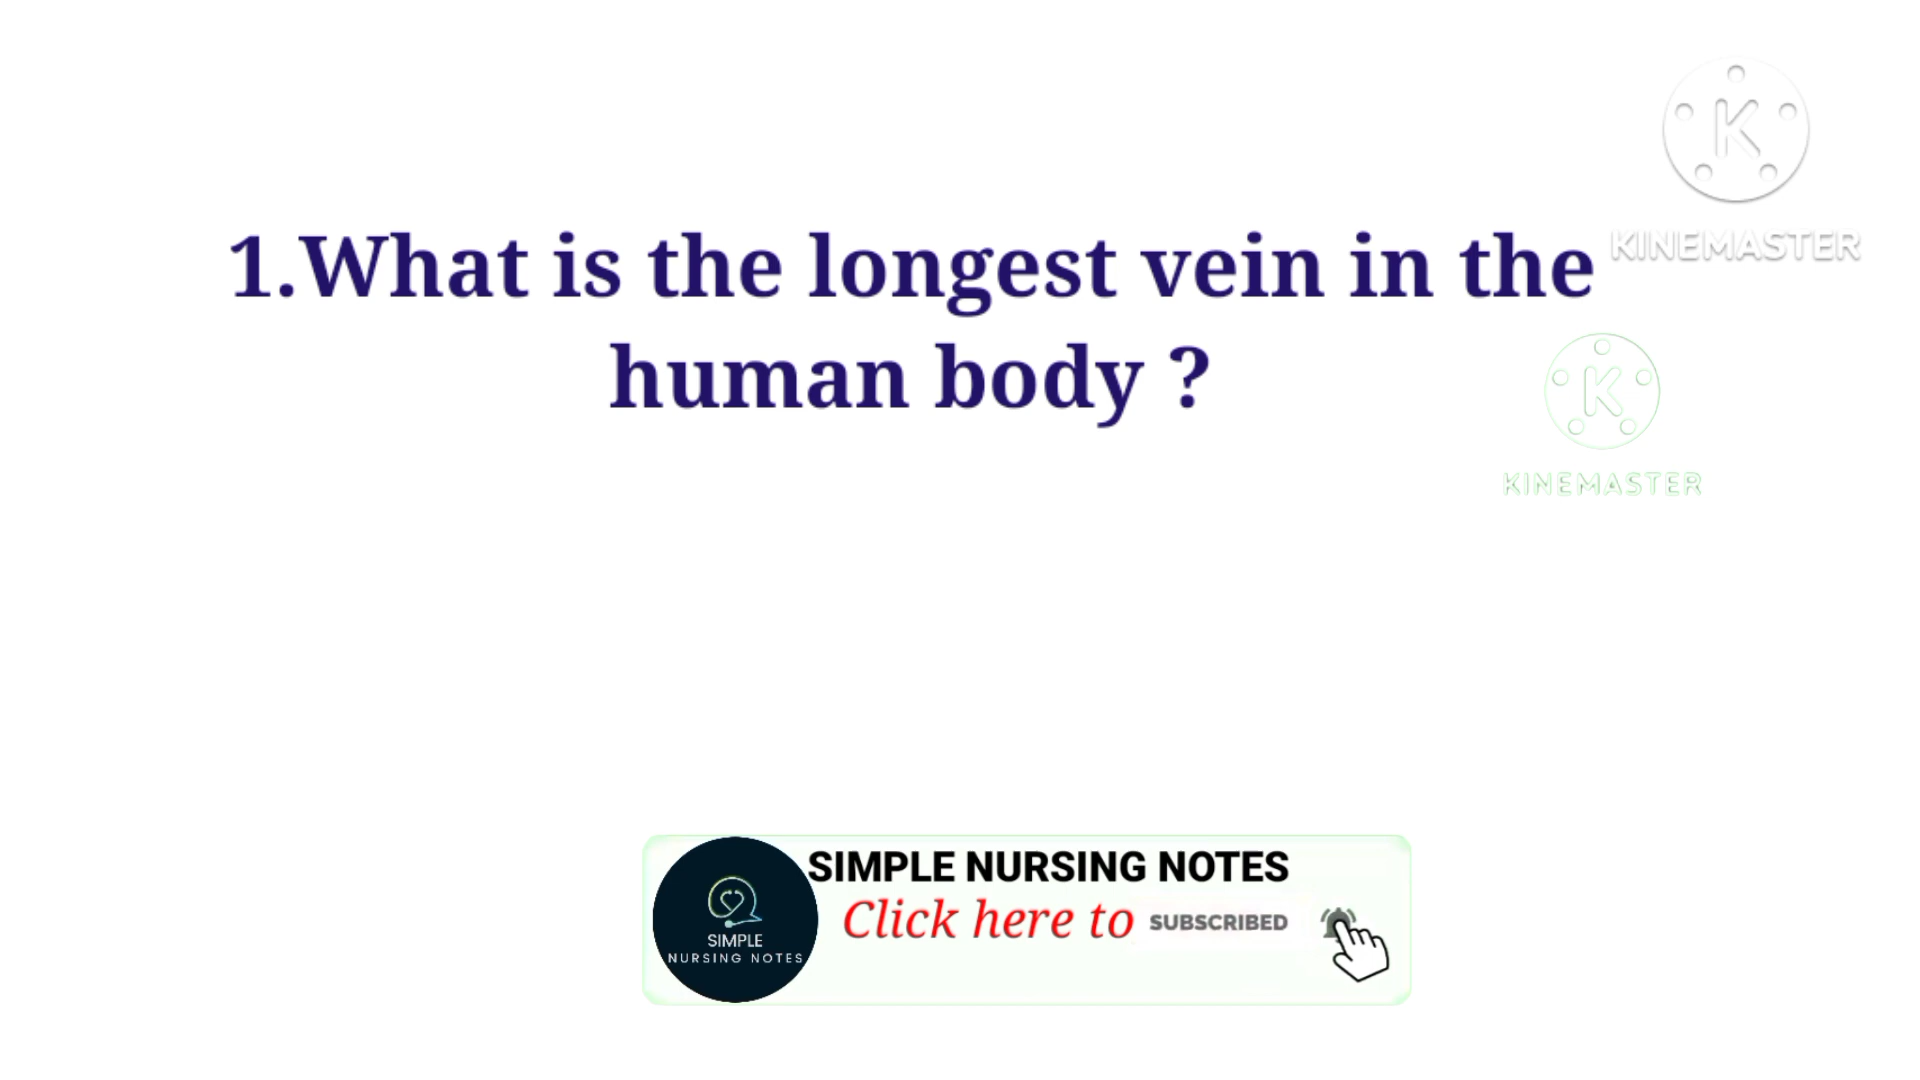 KINEMASTER
1.What is the longest vein in the
human body ?
KINEMASTER
SIMPLE NURSING NOTES
Click here to SUBSCRIBED
SIMPLE
NURSING NOTES